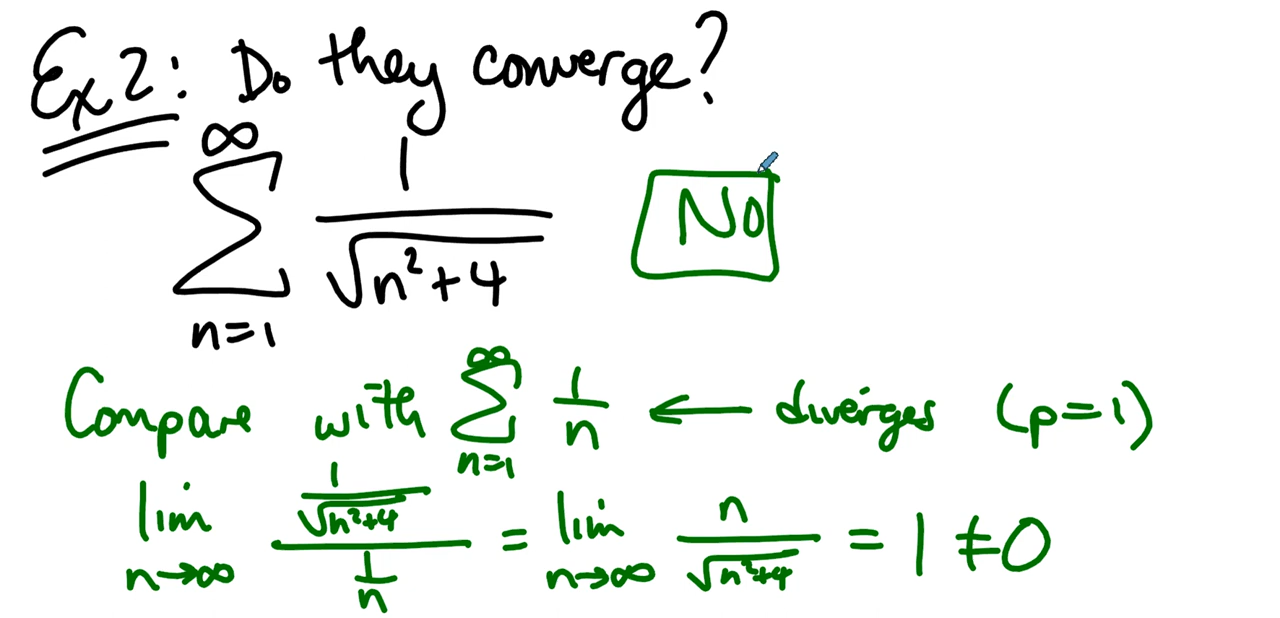 Ex 2: Do they converge?
∞ ∑ n=1 1/√(n²+4) No
Compare with ∞ ∑ n=1 1/n ← diverges (p=1)
lim n→∞ (1/√(n²+4))/(1/n) = lim n→∞ n/√(n²+4) = 1 ≠ 0